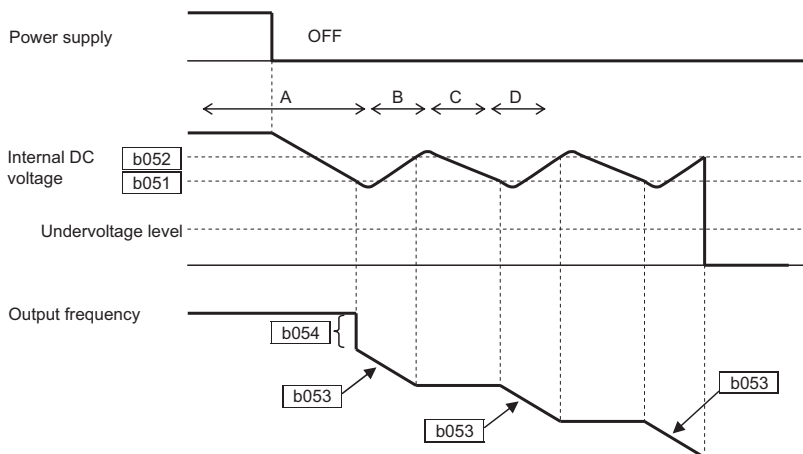 Power supply
OFF
A
B
C
D
Internal DC
voltage
b052
b051
Undervoltage level
Output frequency
b054
b053
b053
b053